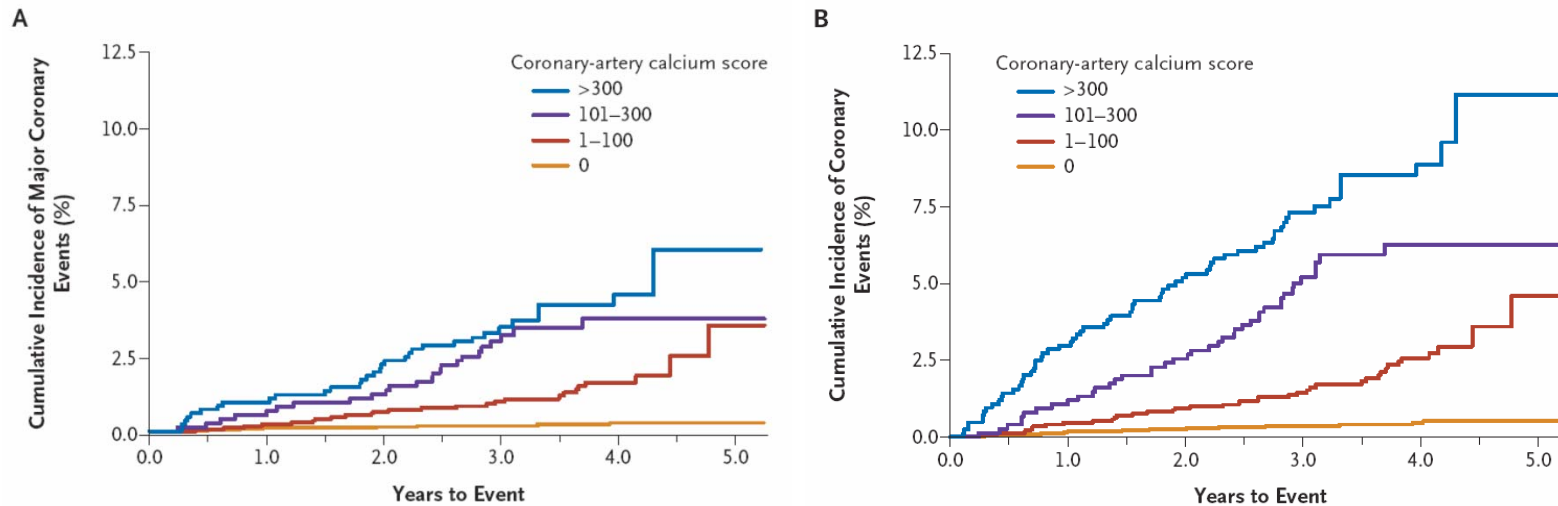 A
Cumulative Incidence of Major Coronary
Events (%)
12.5
10.0
7.5
5.0
2.5
0.0
Coronary-artery calcium score
>300
101–300
1–100
0
0.0 1.0 2.0 3.0 4.0 5.0
Years to Event
B
Cumulative Incidence of Coronary
Events (%)
12.5
10.0
7.5
5.0
2.5
0.0
Coronary-artery calcium score
>300
101–300
1–100
0
0.0 1.0 2.0 3.0 4.0 5.0
Years to Event